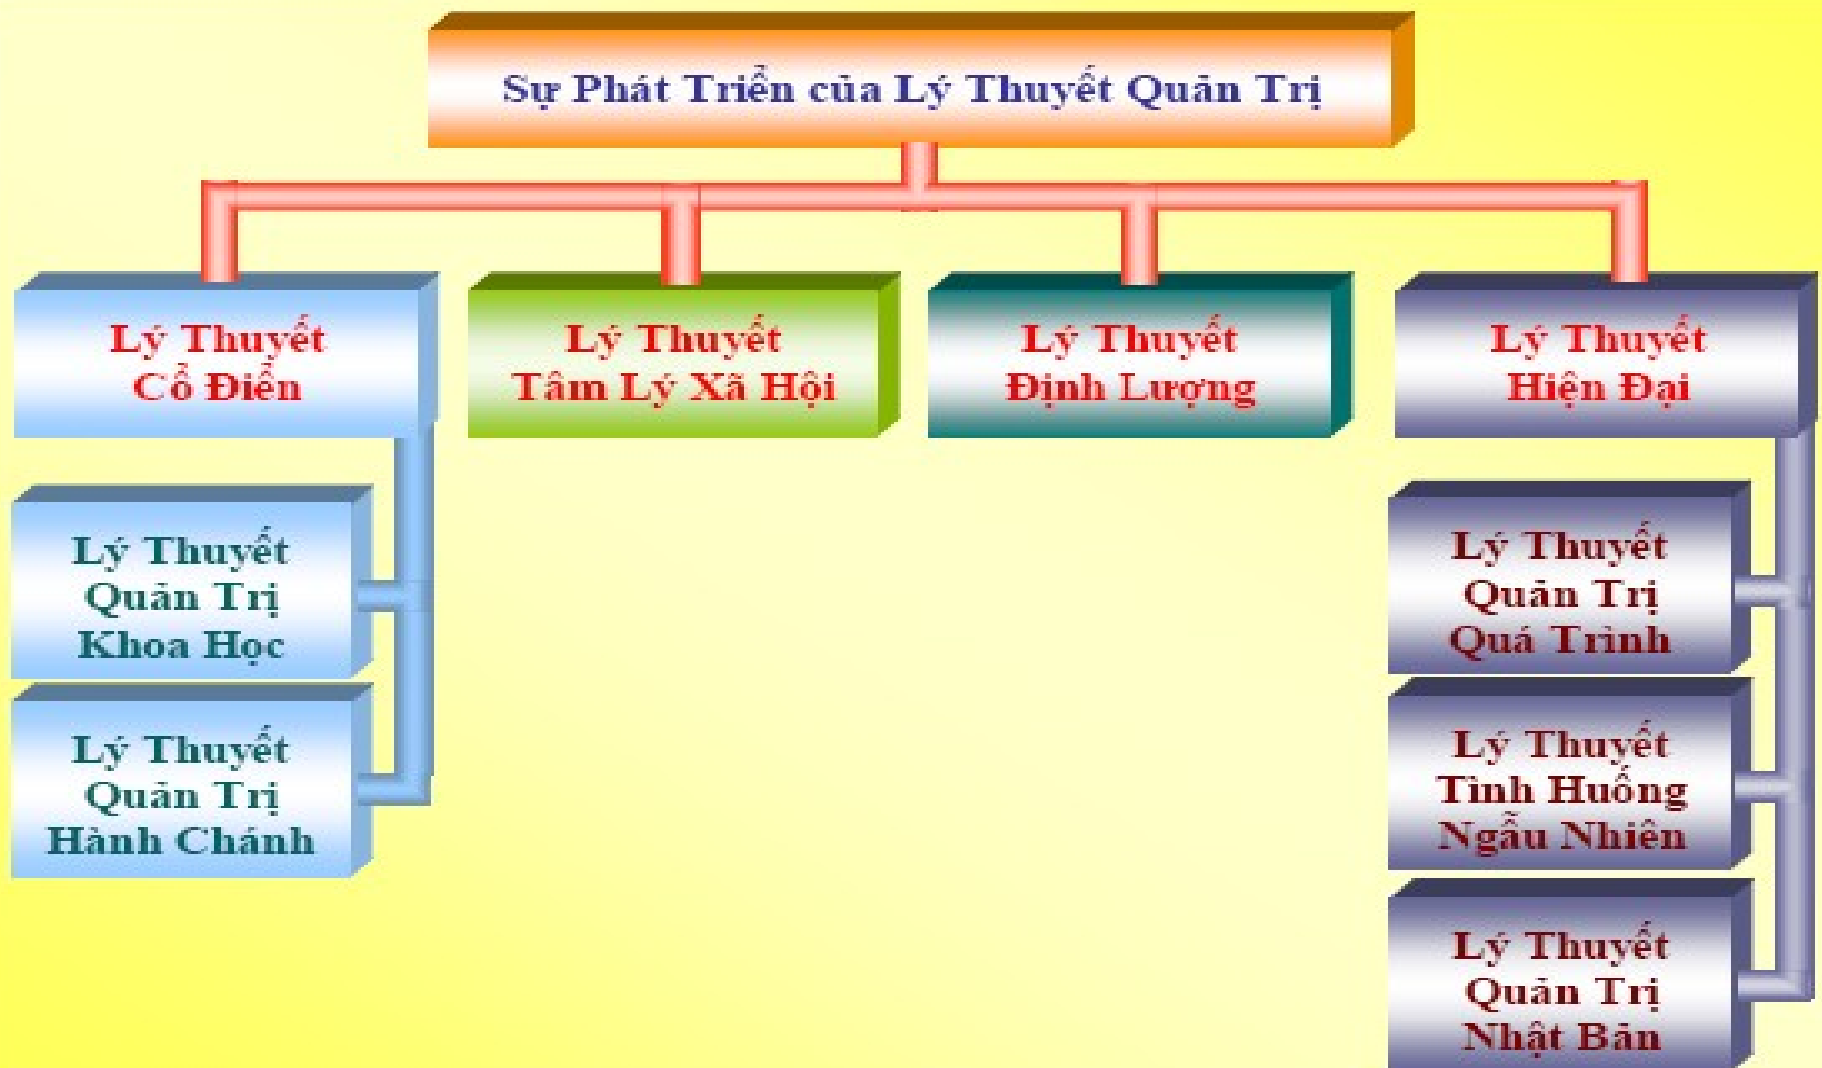 Sự Phát Triển của Lý Thuyết Quản Trị
Lý Thuyết
Cổ Điển
Lý Thuyết
Tâm Lý Xã Hội
Lý Thuyết
Định Lượng
Lý Thuyết
Hiện Đại
Lý Thuyết
Quản Trị
Khoa Học
Lý Thuyết
Quản Trị
Hành Chánh
Lý Thuyết
Quản Trị
Quá Trình
Lý Thuyết
Tình Huống
Ngẫu Nhiên
Lý Thuyết
Quản Trị
Nhật Bản